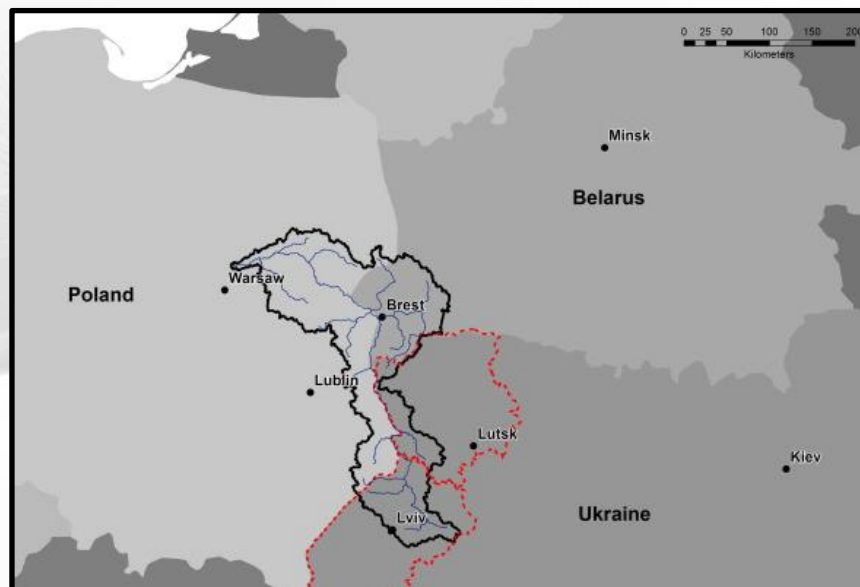 0 25 50 100 150 200
Kilometers
Minsk
Belarus
Warsaw
Poland
Brest
Lublin
Lutsk
Kiev
Ukraine
Lviv